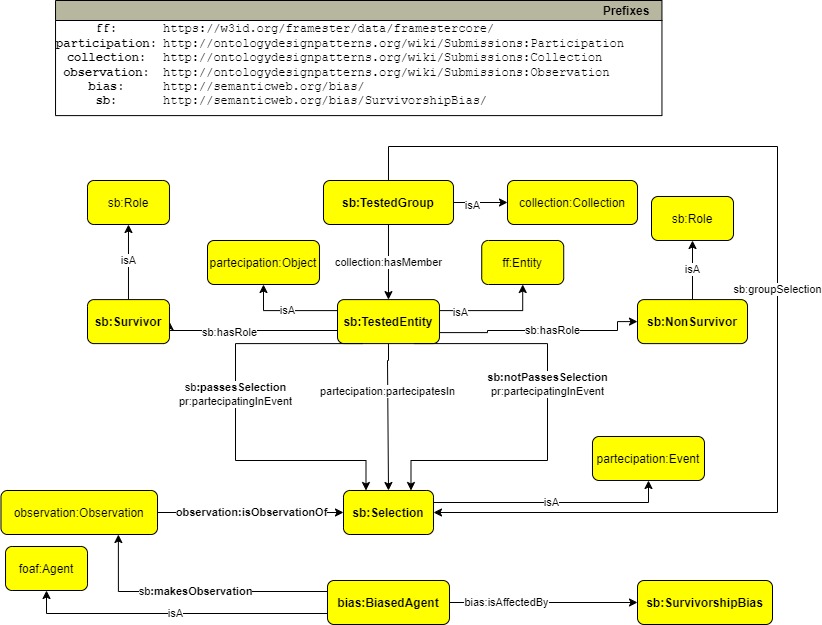 Prefixes
ff: https://w3id.org/framester/data/framestercore/
participation: http://ontologydesignpatterns.org/wiki/Submissions:Participation
collection: http://ontologydesignpatterns.org/wiki/Submissions:Collection
observation: http://ontologydesignpatterns.org/wiki/Submissions:Observation
bias: http://semanticweb.org/bias/
sb: http://semanticweb.org/bias/SurvivorshipBias/
sb:Role
sb:TestedGroup
isA
collection:Collection
sb:Role
isA
partecipation:Object
collection:hasMember
ff:Entity
isA
sb:groupSelection
isA
isA
sb:Survivor
sb:hasRole
sb:TestedEntity
sb:hasRole
sb:NonSurvivor
sb:passesSelection
pr:partecipatingInEvent
partecipation:partecipatesIn
sb:notPassesSelection
pr:partecipatingInEvent
partecipation:Event
isA
observation:Observation
observation:isObservationOf
sb:Selection
foaf:Agent
sb:makesObservation
isA
bias:BiasedAgent
bias:isAffectedBy
sb:SurvivorshipBias